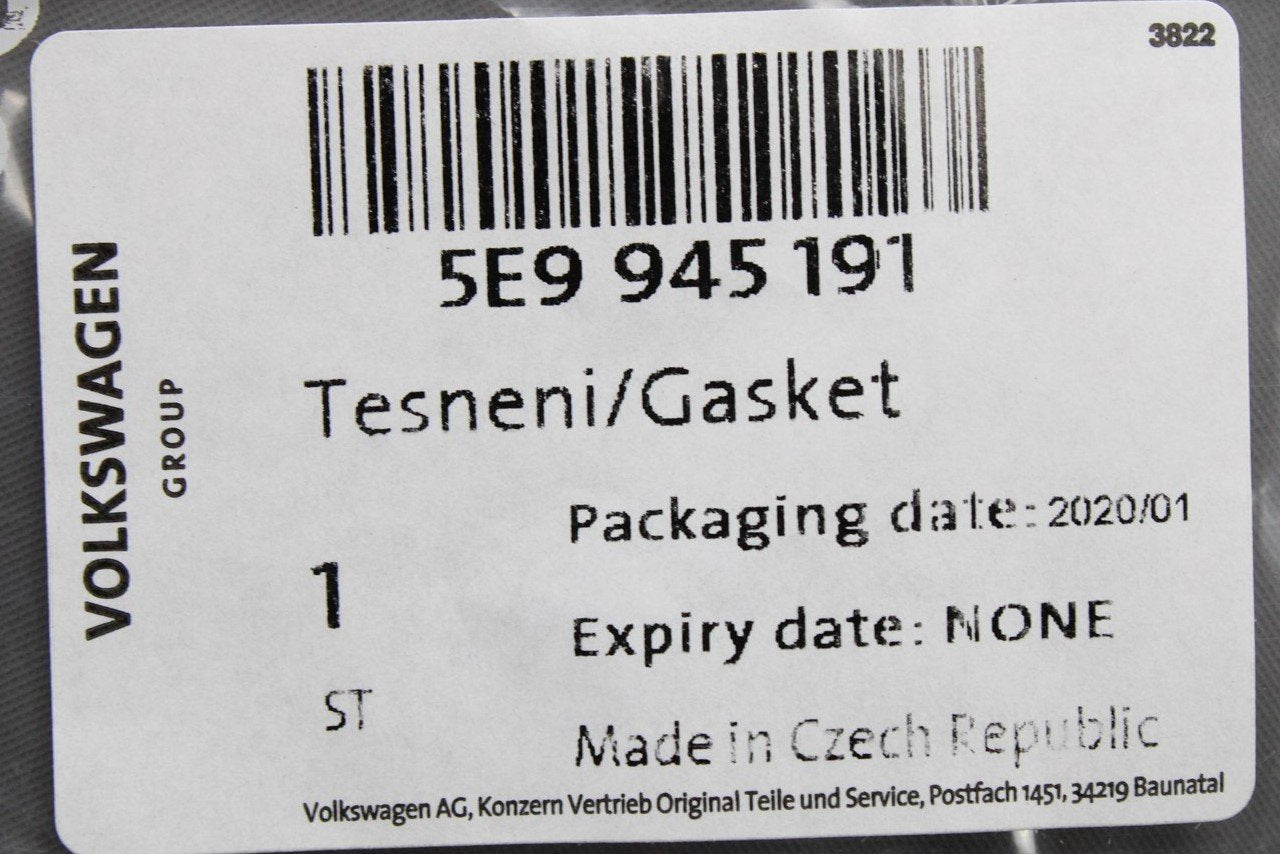 3822
5E9 945 191
Tesneni/Gasket
Packaging date: 2020/01
1
Expiry date: NONE
ST
Made in Czech Republic
Volkswagen AG, Konzern Vertrieb Original Teile und Service, Postfach 1451, 34219 Baunatal
VOLKSWAGEN
GROUP